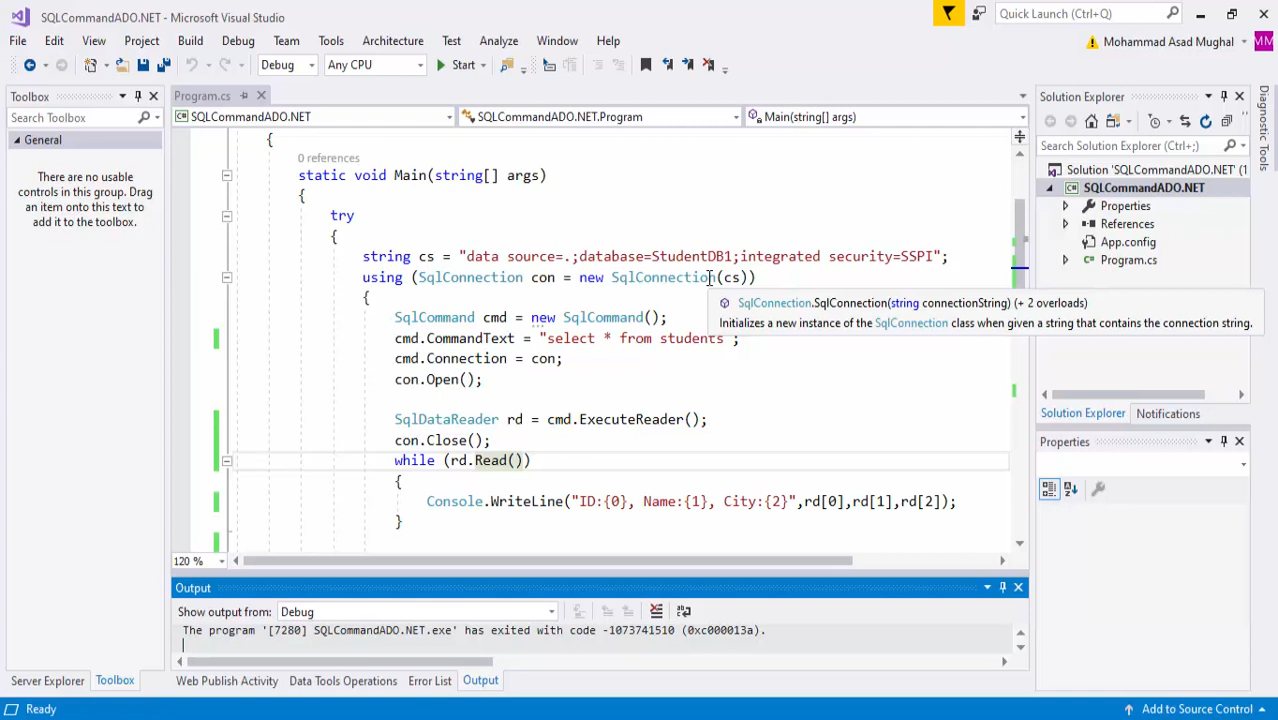 SQLCommandADO.NET - Microsoft Visual Studio
Quick Launch (Ctrl+Q)
File Edit View Project Build Debug Team Tools Architecture Test Analyze Window Help
Mohammad Asad Mughal
MM
Debug Any CPU Start
Toolbox
Search Toolbox
General
There are no usable
controls in this group. Drag
an item onto this text to
add it to the toolbox.
Program.cs
SQLCommandADO.NET SQLCommandADO.NET.Program Main(string[] args)
{
0 references
static void Main(string[] args)
{
try
{
string cs = "data source=.;database=StudentDB1;integrated security=SSPI";
using (SqlConnection con = new SqlConnection(cs))
{
SqlConnection.SqlConnection(string connectionString) (+ 2 overloads)
Initializes a new instance of the SqlConnection class when given a string that contains the connection string.
SqlCommand cmd = new SqlCommand();
cmd.CommandText = "select * from students";
cmd.Connection = con;
con.Open();
SqlDataReader rd = cmd.ExecuteReader();
con.Close();
while (rd.Read())
{
Console.WriteLine("ID:{0}, Name:{1}, City:{2}",rd[0],rd[1],rd[2]);
}
120 %
Output
Show output from: Debug
The program '[7280] SQLCommandADO.NET.exe' has exited with code -1073741510 (0xc000013a).
Server Explorer Toolbox
Web Publish Activity Data Tools Operations Error List Output
Solution Explorer
Search Solution Explorer (Ctrl+;)
Solution 'SQLCommandADO.NET' (1
SQLCommandADO.NET
Properties
References
App.config
Program.cs
Solution Explorer Notifications
Properties
Diagnostic Tools
Ready
Add to Source Control